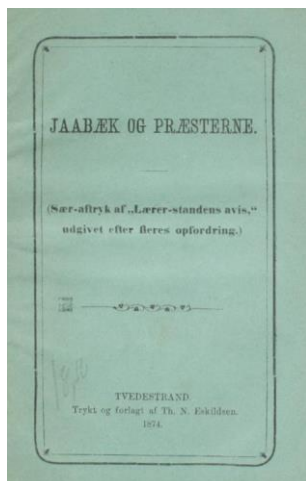 JAABÆK OG PRÆSTERNE.
(Sær-aftryk af „Lærer-standens avis,“
udgivet efter fleres opfordring.)
TVEDESTRAND
Trykt og forlagt af Th. N. Eskildsen.
1874.